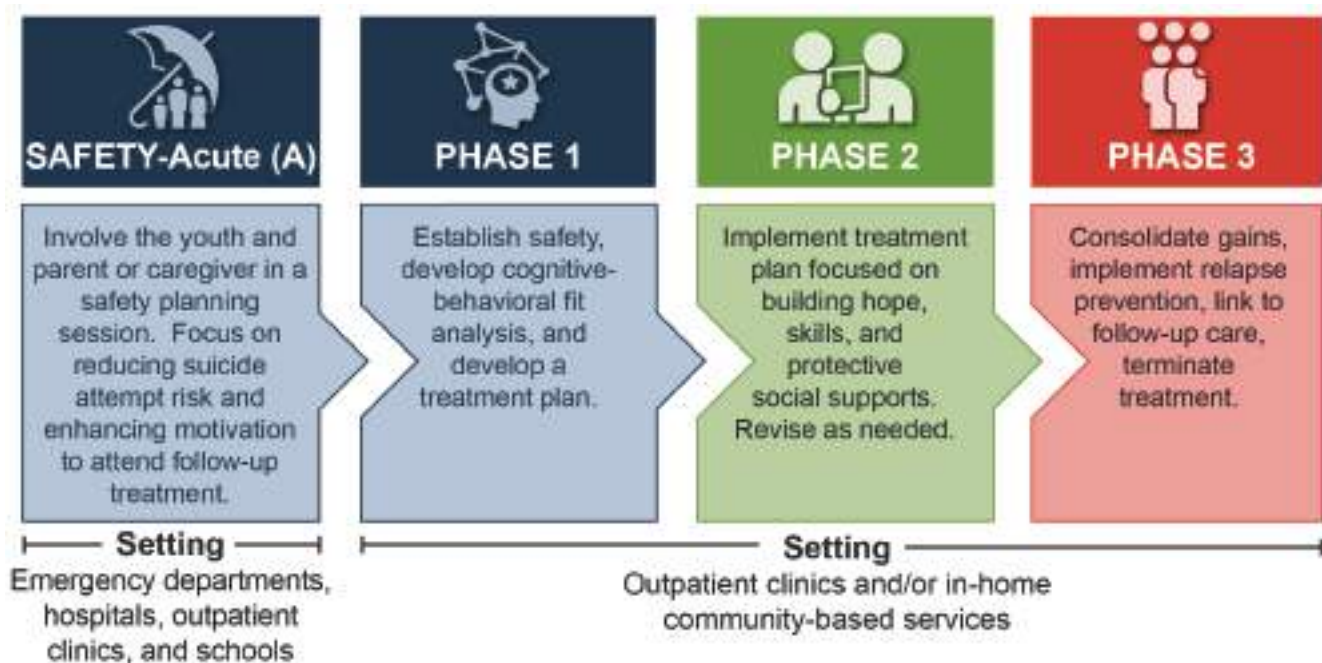 SAFETY-Acute (A)
Involve the youth and
parent or caregiver in a
safety planning
session.  Focus on
reducing suicide
attempt risk and
enhancing motivation
to attend follow-up
treatment.
Setting
Emergency departments,
hospitals, outpatient
clinics, and schools
PHASE 1
Establish safety,
develop cognitive-
behavioral fit
analysis, and
develop a
treatment plan.
PHASE 2
Implement treatment
plan focused on
building hope,
skills, and
protective
social supports.
Revise as needed.
PHASE 3
Consolidate gains,
implement relapse
prevention, link to
follow-up care,
terminate
treatment.
Setting
Outpatient clinics and/or in-home
community-based services